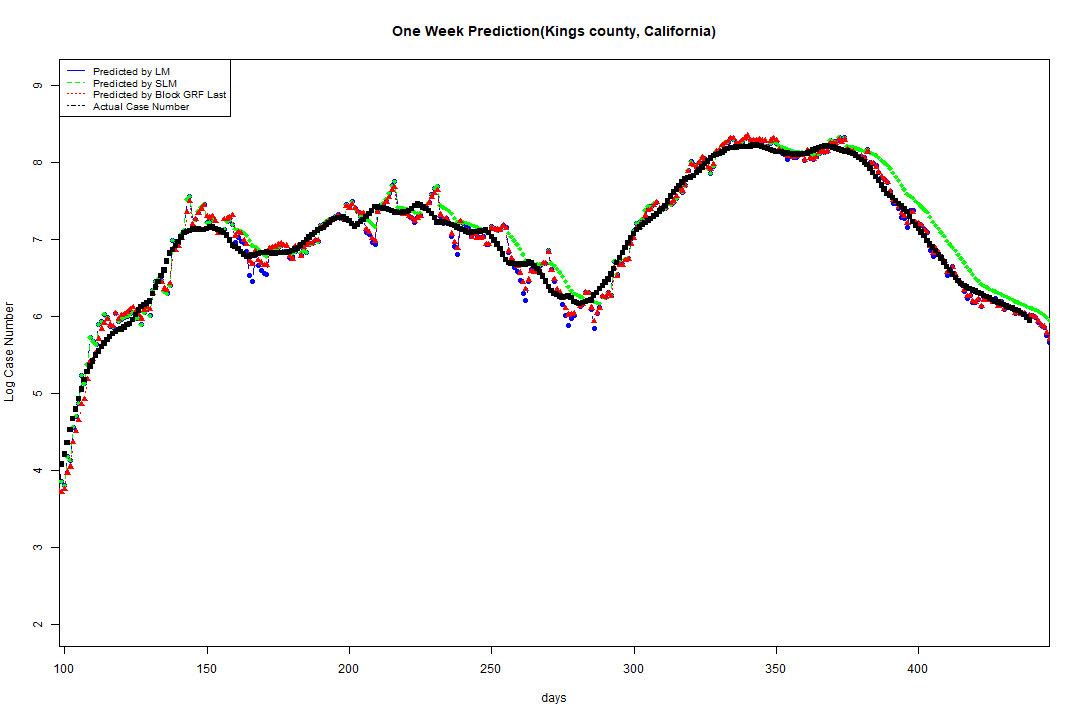 One Week Prediction(Kings county, California)
Predicted by LM
Predicted by SLM
Predicted by Block GRF Last
Actual Case Number
9
8
7
6
5
4
3
2
Log Case Number
100 150 200 250 300 350 400
days